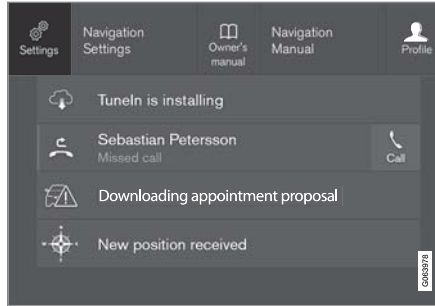 Settings
Navigation
Settings
Owner's
manual
Navigation
Manual
Profile
TuneIn is installing
Sebastian Petersson
Missed call
Call
Downloading appointment proposal
New position received
G063978